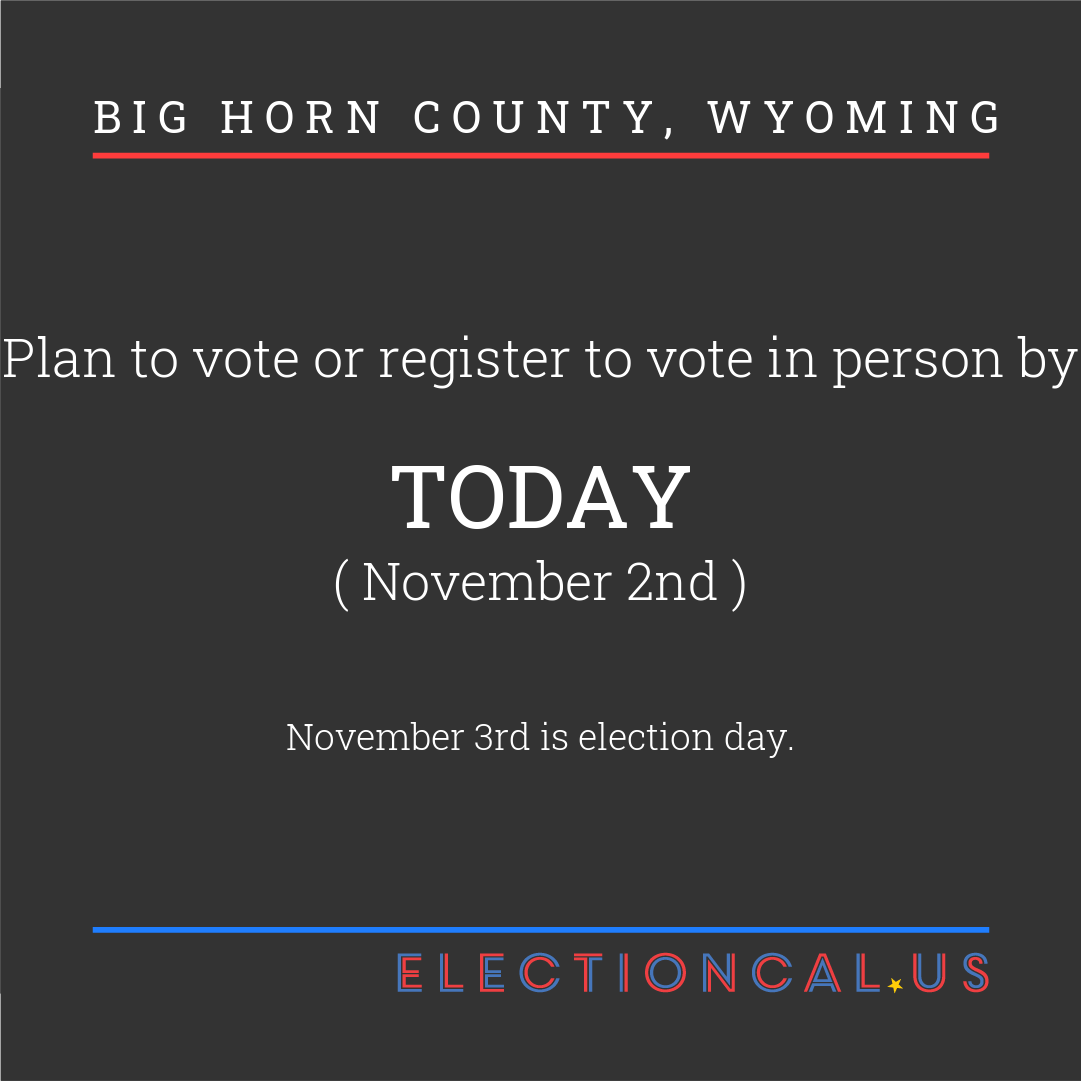 BIG HORN COUNTY, WYOMING
Plan to vote or register to vote in person by
TODAY
( November 2nd )
November 3rd is election day.
ELECTIONCAL.US